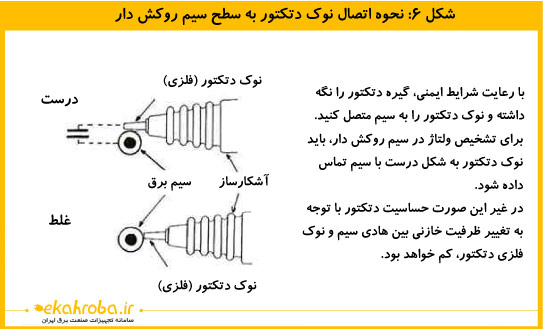 شکل ۶: نحوه اتصال نوک دتکتور به سطح سیم روکش دار
با رعایت شرایط ایمنی، گیره دتکتور را نگه
داشته و نوک دتکتور را به سیم متصل کنید.
برای تشخیص ولتاژ در سیم روکش دار، باید
نوک دتکتور به شکل درست با سیم تماس
داده شود.
در غیر این صورت حساسیت دتکتور با توجه
به تغییر ظرفیت خازنی بین هادی سیم و نوک
فلزی دتکتور، کم خواهد بود.
نوک دتکتور (فلزی)
درست
آشکارساز
سیم برق
غلط
نوک دتکتور (فلزی)
ekahroba.ir
سامانه تجهیزات صنعت برق ایران